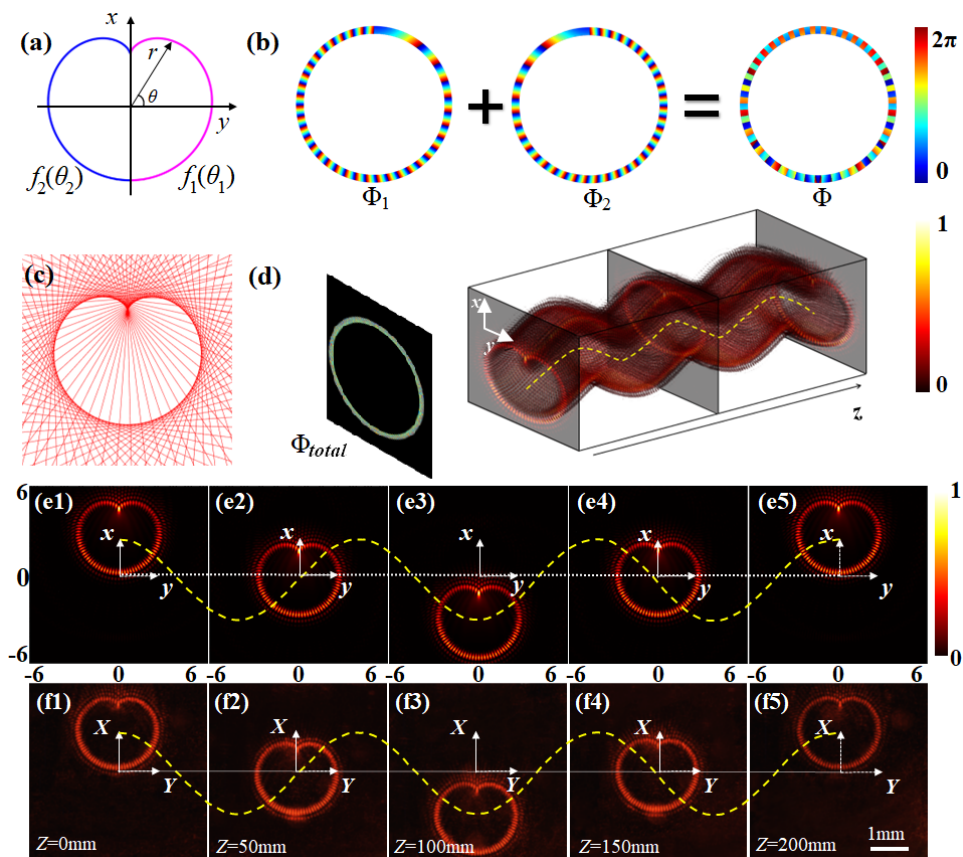 (a)
x
r
θ
y
f2(θ2)
f1(θ1)
(b)
Φ1
Φ2
Φ
2π
0
(c)
(d)
Φtotal
x
y
z
1
0
(e1) (e2) (e3) (e4) (e5)
6
0
-6
x x x x x
y y y y y
1
0
-6 0 6 -6 0 6 -6 0 6 -6 0 6 -6 0 6
(f1) (f2) (f3) (f4) (f5)
X X X X X
Y Y Y Y Y
Z=0mm Z=50mm Z=100mm Z=150mm Z=200mm
1mm